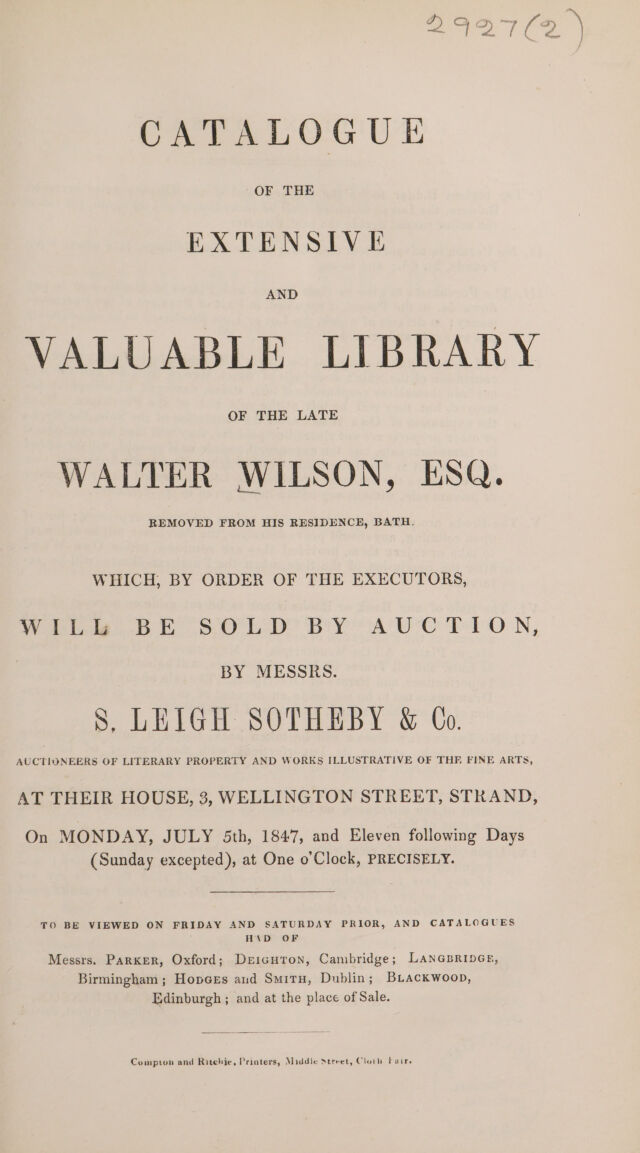 2927(2)
CATALOGUE
OF THE
EXTENSIVE
AND
VALUABLE LIBRARY
OF THE LATE
WALTER WILSON, ESQ.
REMOVED FROM HIS RESIDENCE, BATH.
WHICH, BY ORDER OF THE EXECUTORS,
WILL BE SOLD BY AUCTION,
BY MESSRS.
S. LEIGH SOTHEBY & Co.
AUCTIONEERS OF LITERARY PROPERTY AND WORKS ILLUSTRATIVE OF THE FINE ARTS,
AT THEIR HOUSE, 3, WELLINGTON STREET, STRAND,
On MONDAY, JULY 5th, 1847, and Eleven following Days
(Sunday excepted), at One o'Clock, PRECISELY.
TO BE VIEWED ON FRIDAY AND SATURDAY PRIOR, AND CATALOGUES
HAD OF
Messrs. PARKER, Oxford; DEIGHTON, Cambridge; LANGBRIDGE,
Birmingham; HODGES and SMITH, Dublin; BLACKWOOD,
Edinburgh; and at the place of Sale.
Compton and Ritchie, Printers, Middle Street, Cloth Fair.